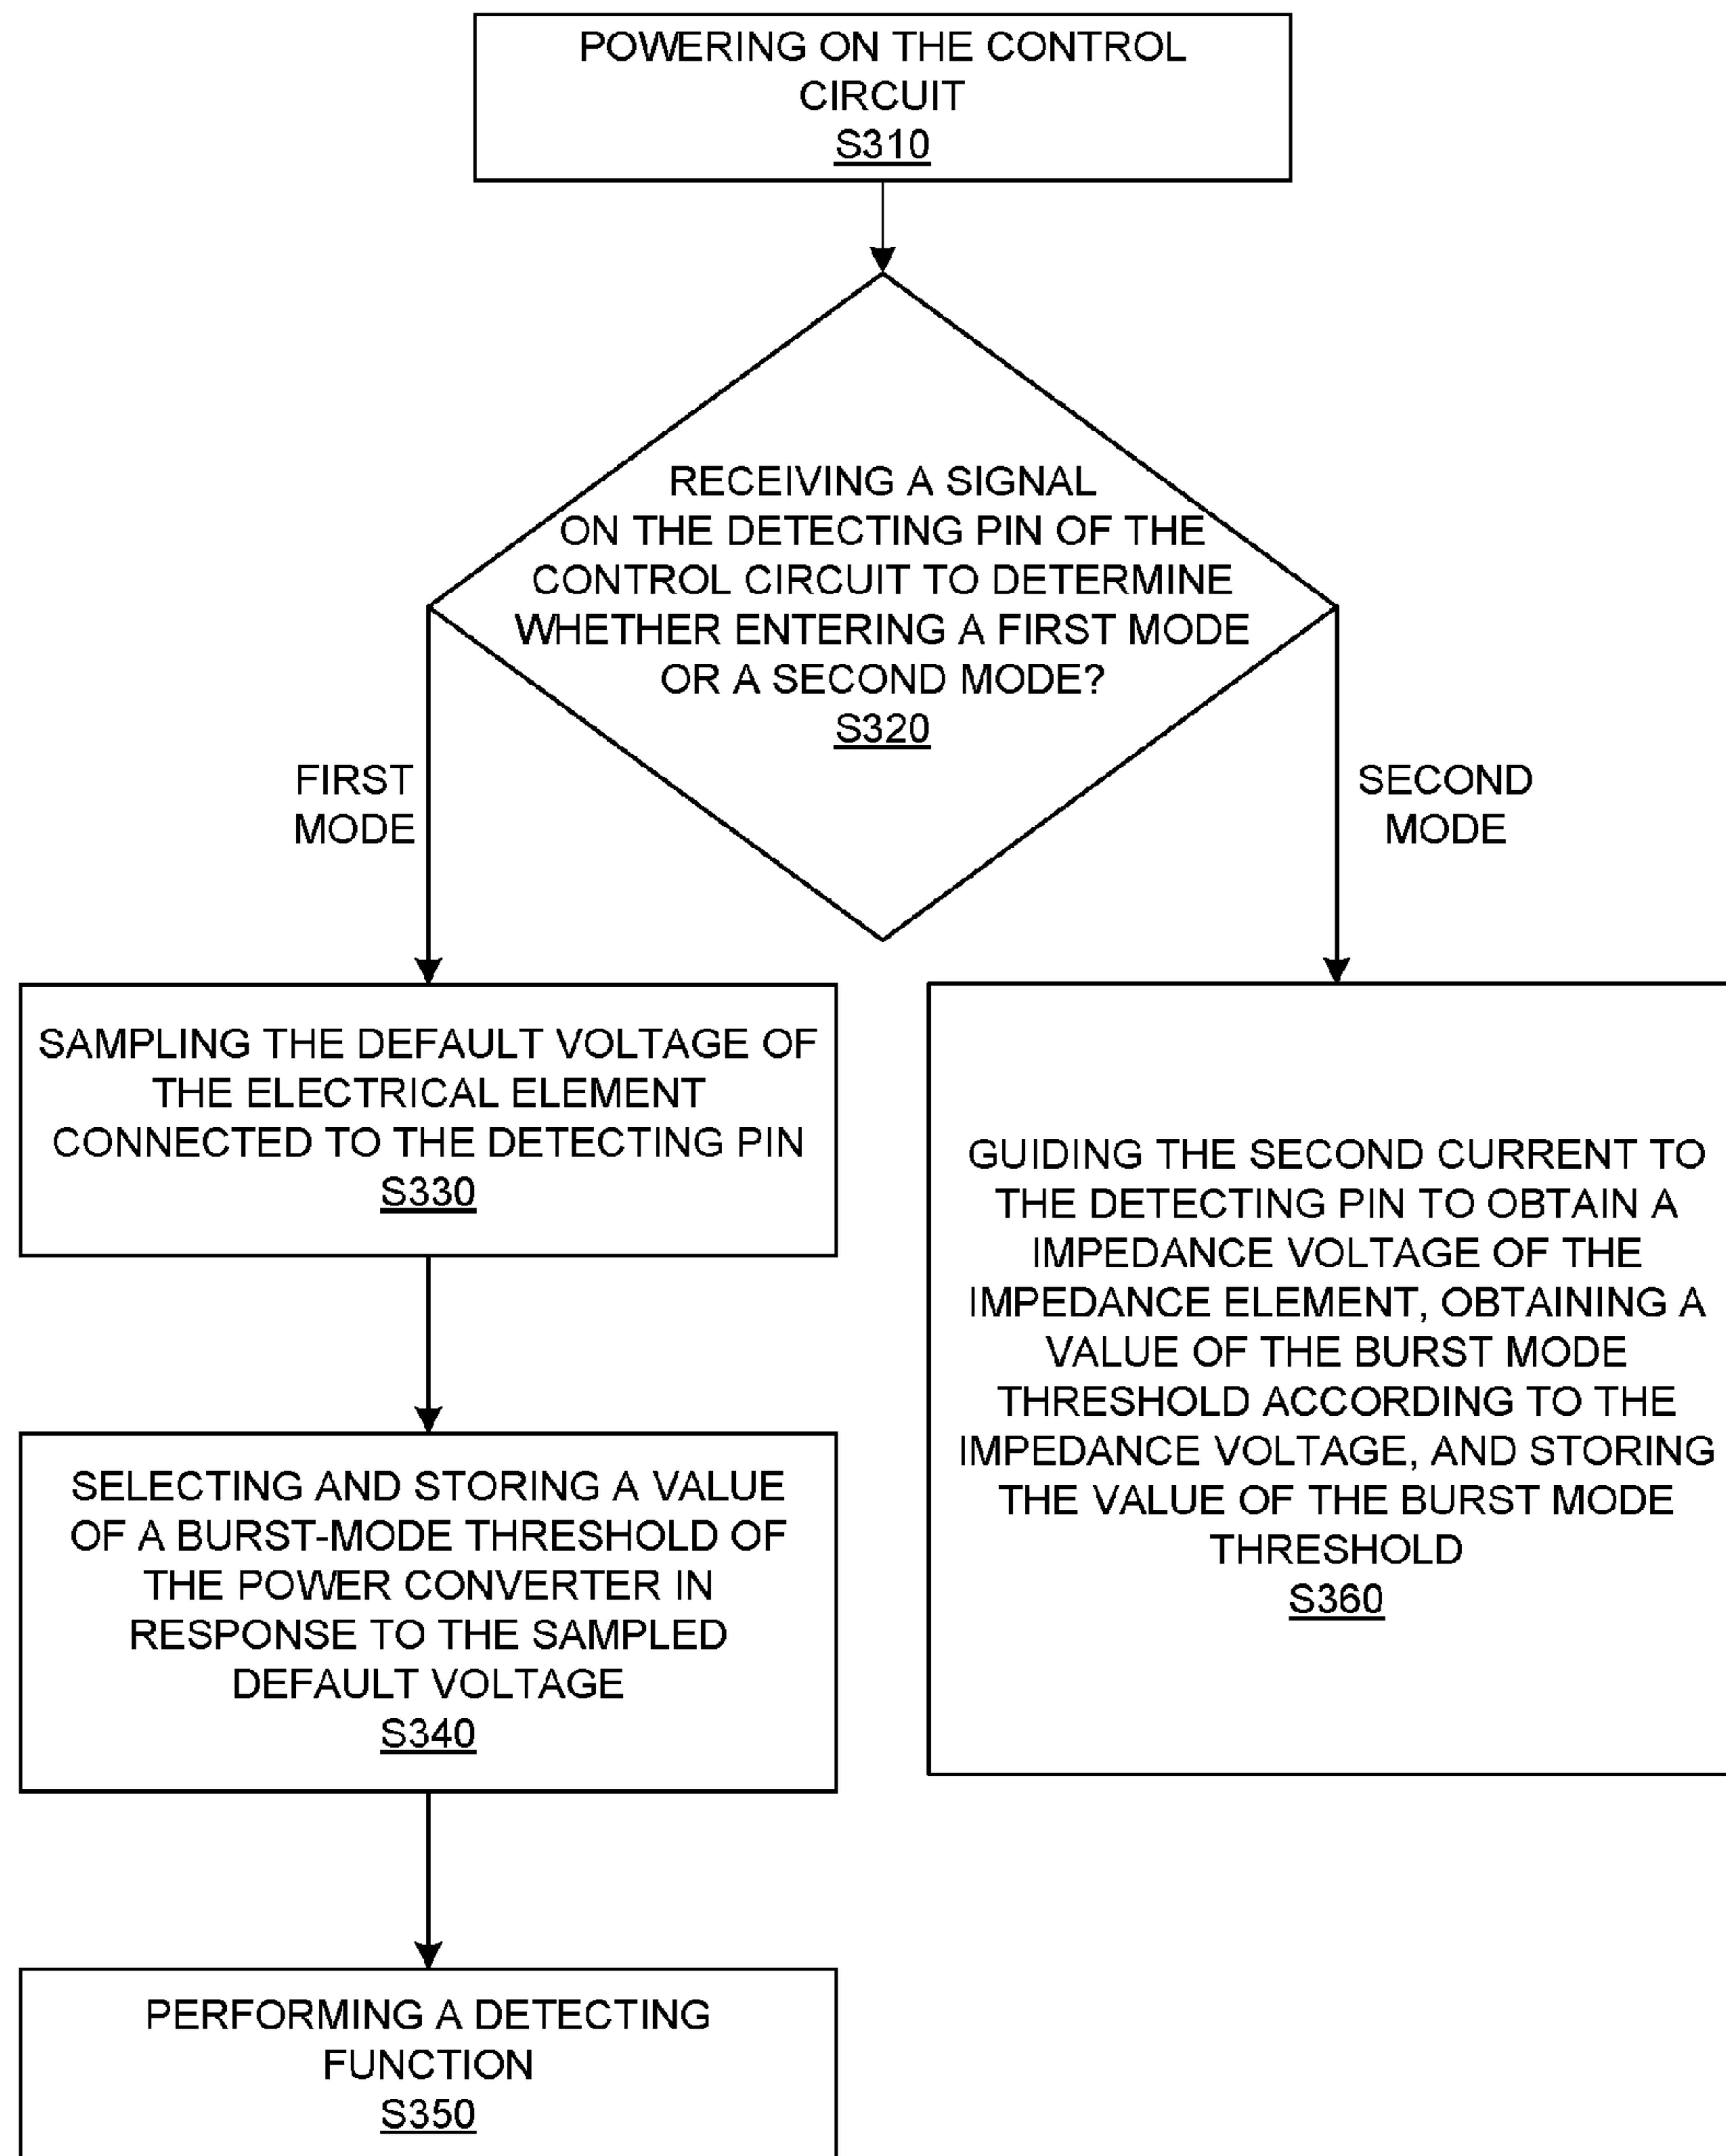 POWERING ON THE CONTROL
CIRCUIT
S310
RECEIVING A SIGNAL
ON THE DETECTING PIN OF THE
CONTROL CIRCUIT TO DETERMINE
WHETHER ENTERING A FIRST MODE
OR A SECOND MODE?
S320
FIRST
MODE
SECOND
MODE
SAMPLING THE DEFAULT VOLTAGE OF
THE ELECTRICAL ELEMENT
CONNECTED TO THE DETECTING PIN
S330
SELECTING AND STORING A VALUE
OF A BURST-MODE THRESHOLD OF
THE POWER CONVERTER IN
RESPONSE TO THE SAMPLED
DEFAULT VOLTAGE
S340
PERFORMING A DETECTING
FUNCTION
S350
GUIDING THE SECOND CURRENT TO
THE DETECTING PIN TO OBTAIN A
IMPEDANCE VOLTAGE OF THE
IMPEDANCE ELEMENT, OBTAINING A
VALUE OF THE BURST MODE
THRESHOLD ACCORDING TO THE
IMPEDANCE VOLTAGE, AND STORING
THE VALUE OF THE BURST MODE
THRESHOLD
S360